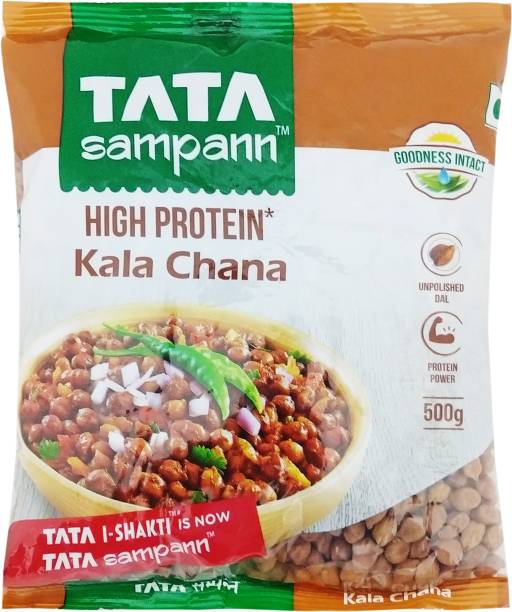 TATA
sampann™
GOODNESS INTACT
HIGH PROTEIN*
Kala Chana
UNPOLISHED
DAL
PROTEIN
POWER
500g
TATA I-SHAKTI™* IS NOW
TATA sampann™
TATA
Kala Chana